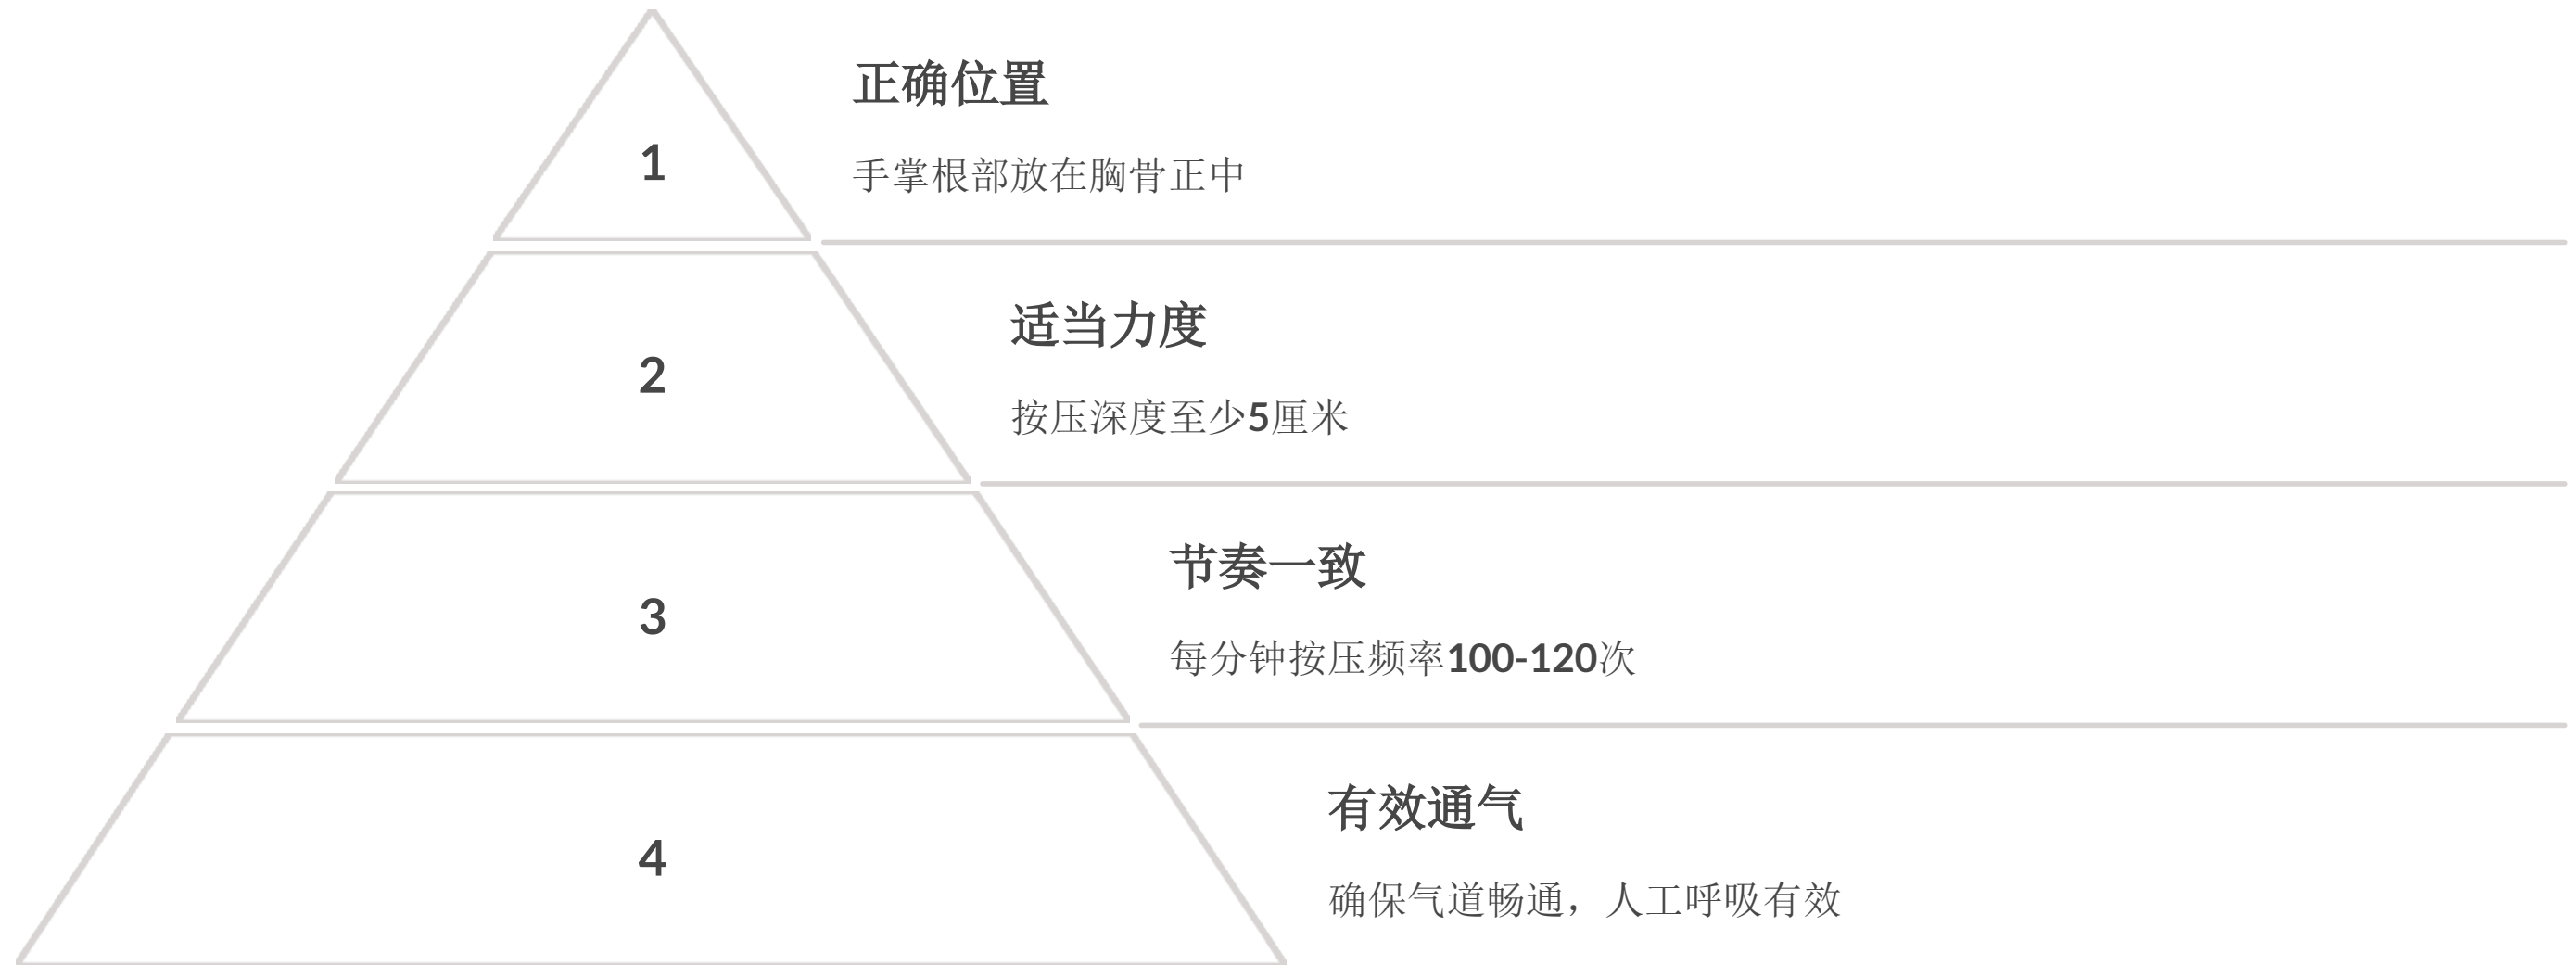 正确位置
1
手掌根部放在胸骨正中
适当力度
2
按压深度至少5厘米
节奏一致
3
每分钟按压频率100-120次
有效通气
4
确保气道畅通，人工呼吸有效